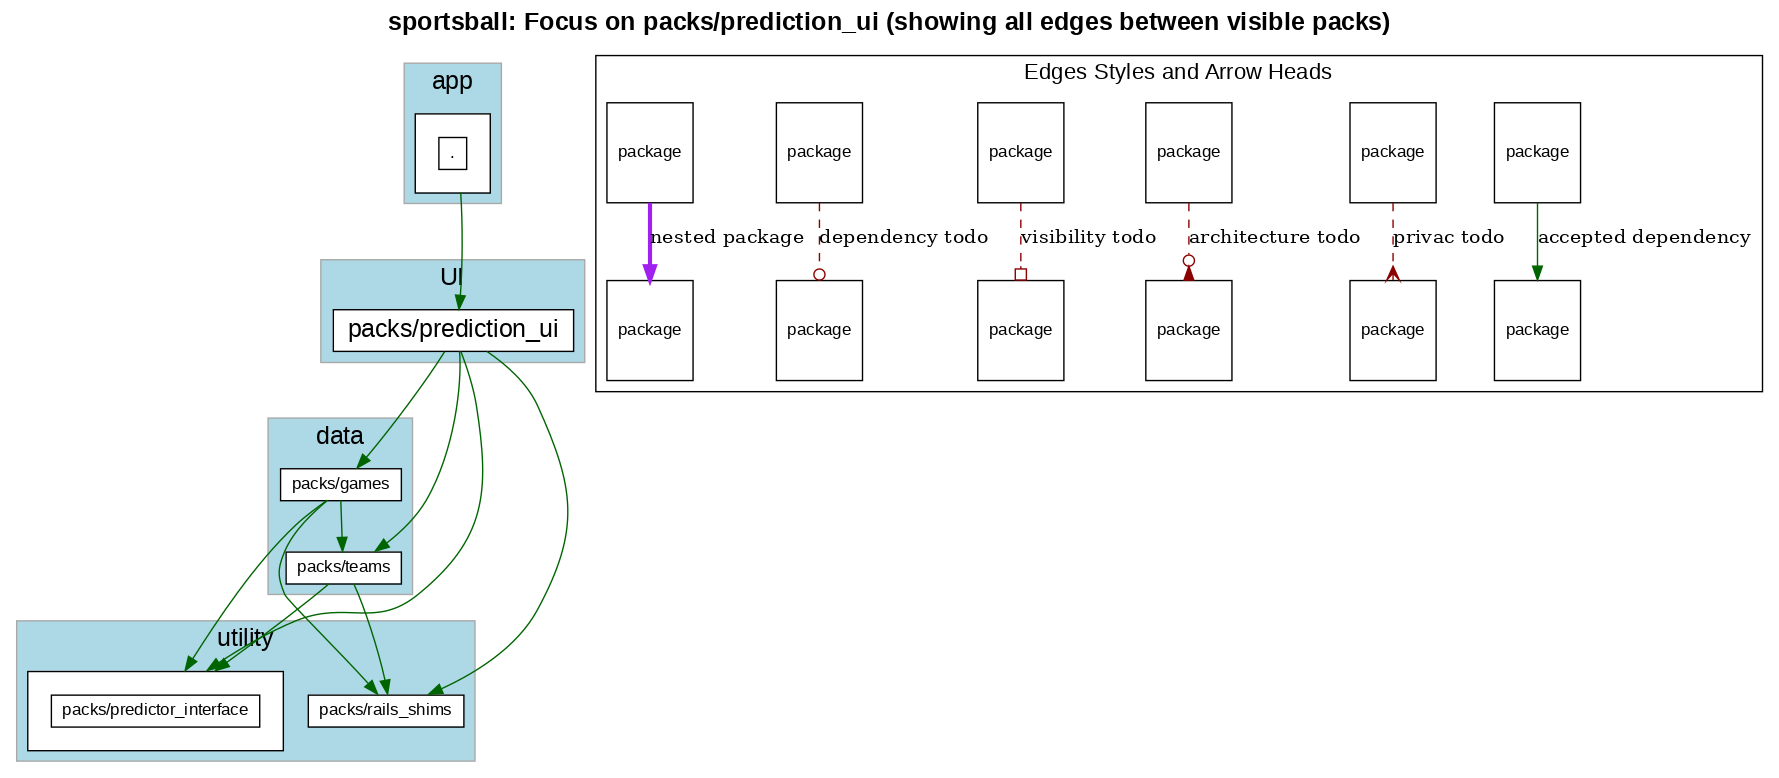 sportsball: Focus on packs/prediction_ui (showing all edges between visible packs)
app
.
UI
packs/prediction_ui
data
packs/games
packs/teams
utility
packs/predictor_interface
packs/rails_shims
Edges Styles and Arrow Heads
package
package
package
package
package
package
nested package
dependency todo
visibility todo
architecture todo
privac todo
accepted dependency
package
package
package
package
package
package